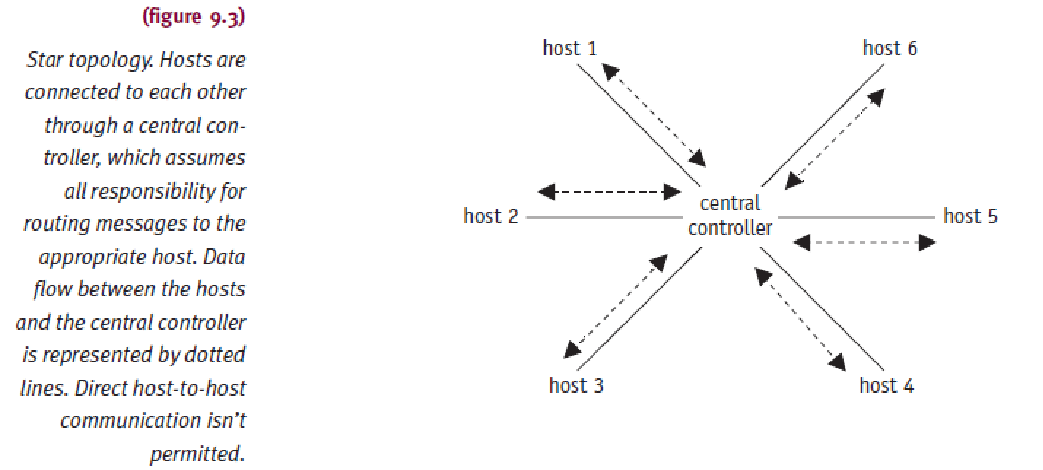 (figure 9.3)
Star topology. Hosts are
connected to each other
through a central con-
troller, which assumes
all responsibility for
routing messages to the
appropriate host. Data
flow between the hosts
and the central controller
is represented by dotted
lines. Direct host-to-host
communication isn't
permitted.
host 1
host 6
host 2
central
controller
host 5
host 3
host 4